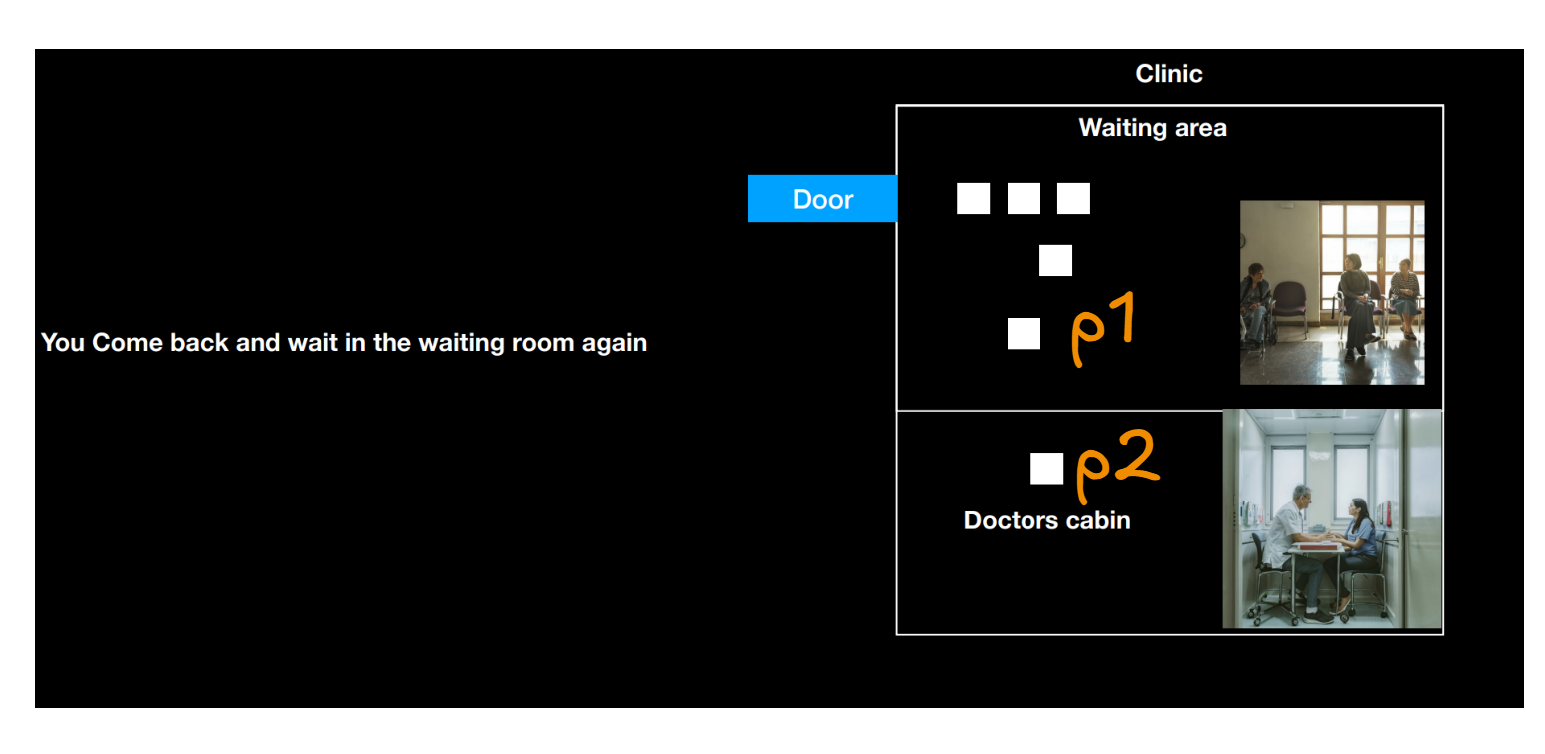 Clinic
Waiting area
Door
p1
You Come back and wait in the waiting room again
p2
Doctors cabin